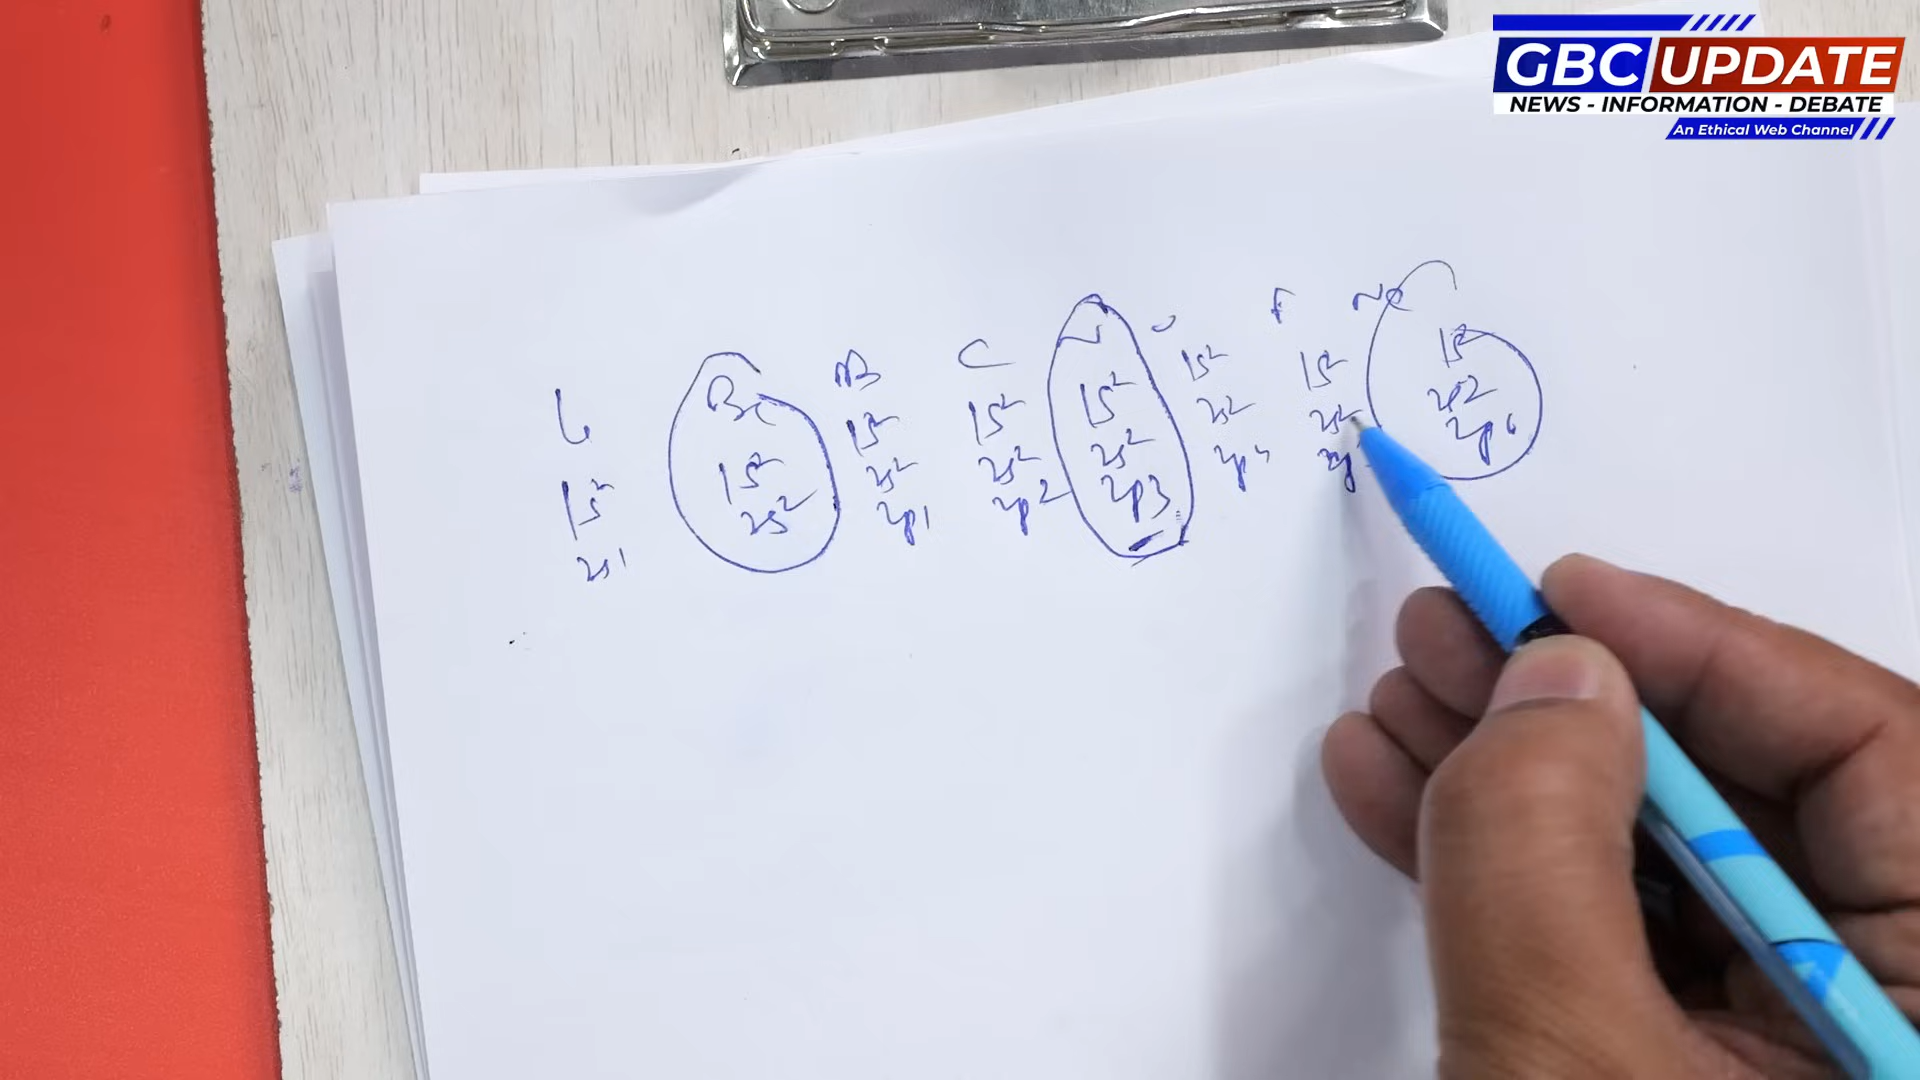 GBC UPDATE
NEWS - INFORMATION - DEBATE
An Ethical Web Channel
Be B C N O F Ne
1s² 1s² 1s² 1s² 1s² 1s² 1s² 1s²
2s¹ 2s² 2s² 2s² 2s² 2s² 2s² 2s2
2p1 2p2 2p3 2p⁴ 2p 2p6